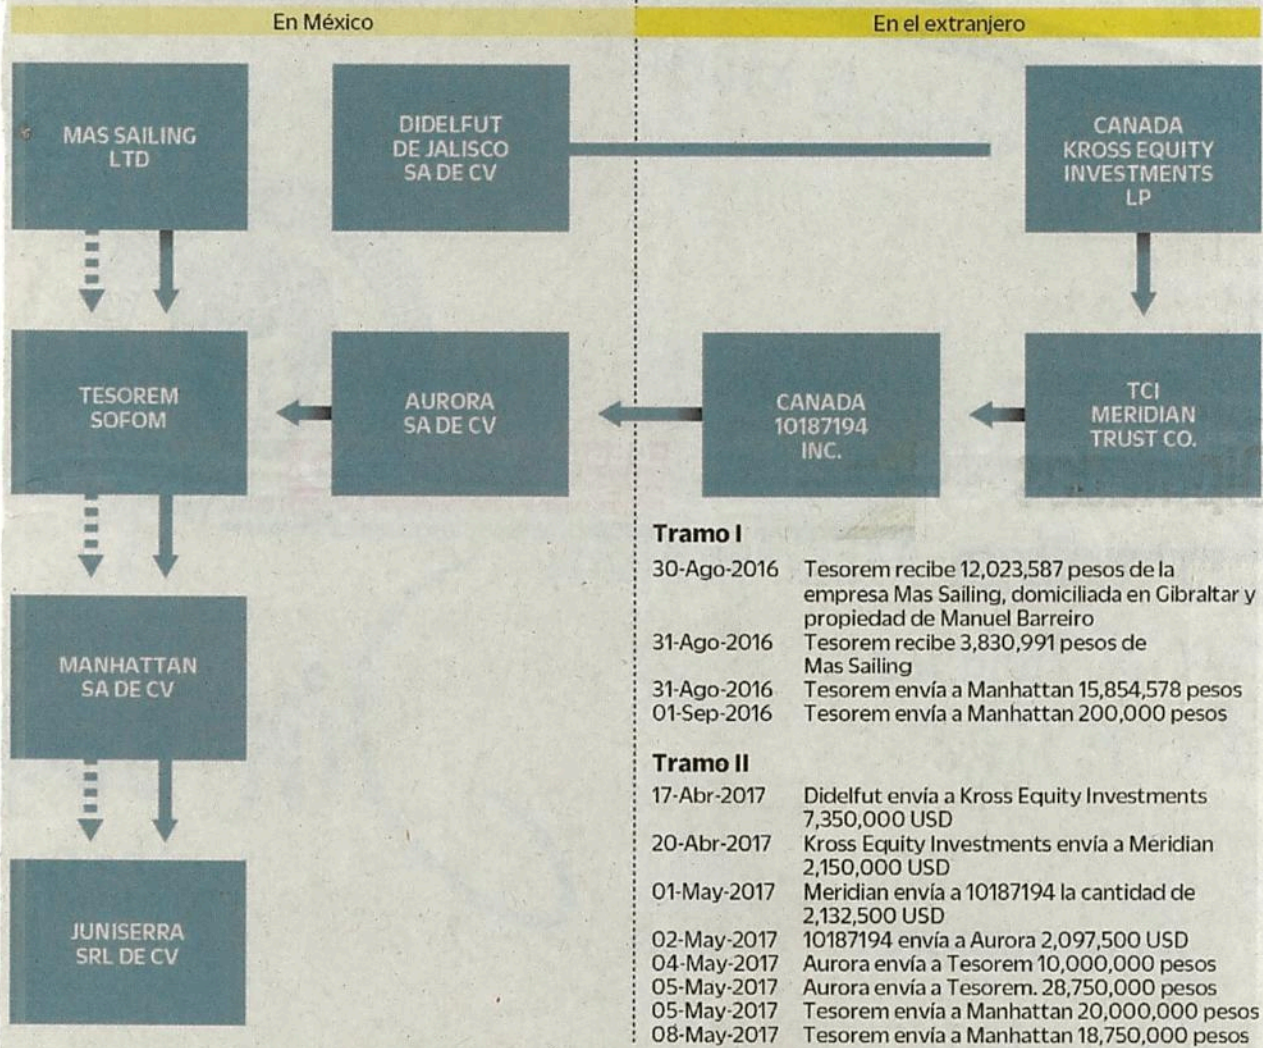 En México
En el extranjero
MAS SAILING
LTD
DIDELFUT
DE JALISCO
SA DE CV
CANADA
KROSS EQUITY
INVESTMENTS
LP
TESOREM
SOFOM
AURORA
SA DE CV
CANADA
10187194
INC.
TCI
MERIDIAN
TRUST CO.
MANHATTAN
SA DE CV
JUNISERRA
SRL DE CV
Tramo I
30-Ago-2016 Tesorem recibe 12,023,587 pesos de la
empresa Mas Sailing, domiciliada en Gibraltar y
propiedad de Manuel Barreiro
31-Ago-2016 Tesorem recibe 3,830,991 pesos de
Mas Sailing
31-Ago-2016 Tesorem envía a Manhattan 15,854,578 pesos
01-Sep-2016 Tesorem envía a Manhattan 200,000 pesos
Tramo II
17-Abr-2017 Didelfut envía a Kross Equity Investments
7,350,000 USD
20-Abr-2017 Kross Equity Investments envía a Meridian
2,150,000 USD
01-May-2017 Meridian envía a 10187194 la cantidad de
2,132,500 USD
02-May-2017 10187194 envía a Aurora 2,097,500 USD
04-May-2017 Aurora envía a Tesorem 10,000,000 pesos
05-May-2017 Aurora envía a Tesorem. 28,750,000 pesos
05-May-2017 Tesorem envía a Manhattan 20,000,000 pesos
08-May-2017 Tesorem envía a Manhattan 18,750,000 pesos